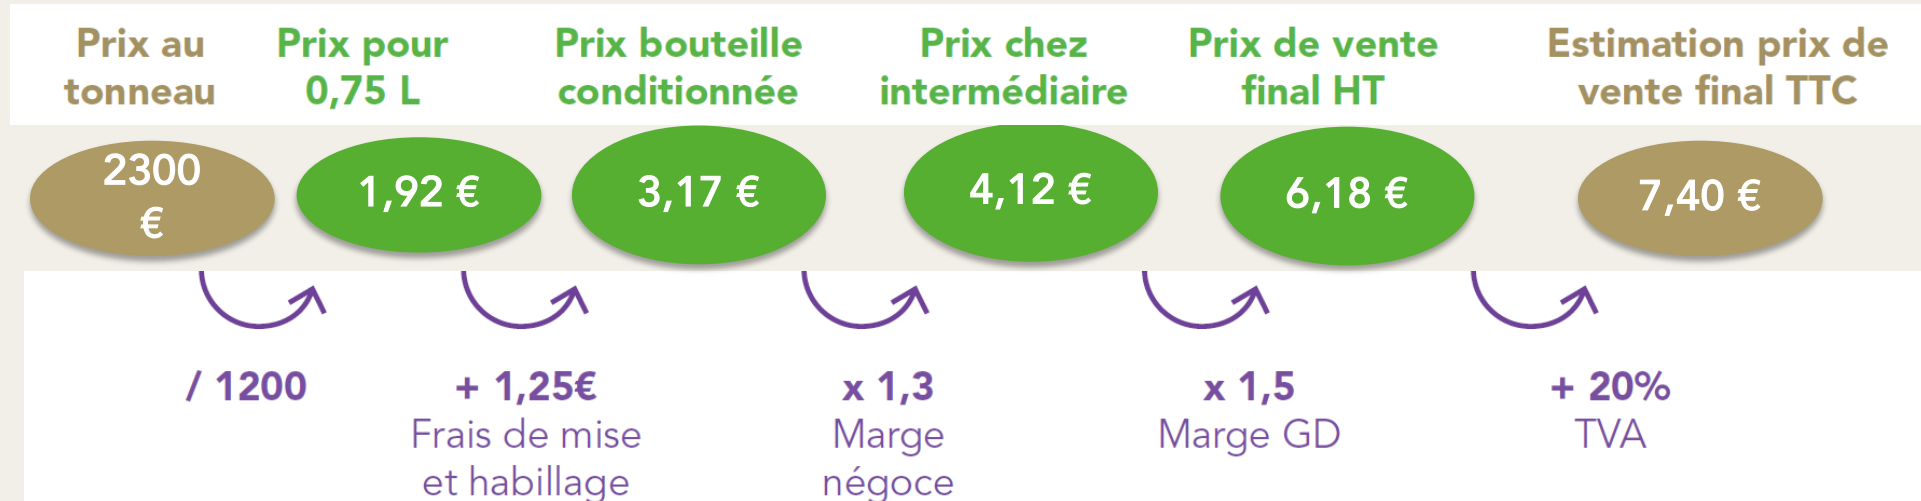 Prix au
tonneau
Prix pour
0,75 L
Prix bouteille
conditionnée
Prix chez
intermédiaire
Prix de vente
final HT
Estimation prix de
vente final TTC
2300
€
1,92 €
3,17 €
4,12 €
6,18 €
7,40 €
/ 1200
+ 1,25€
Frais de mise
et habillage
x 1,3
Marge
négoce
x 1,5
Marge GD
+ 20%
TVA